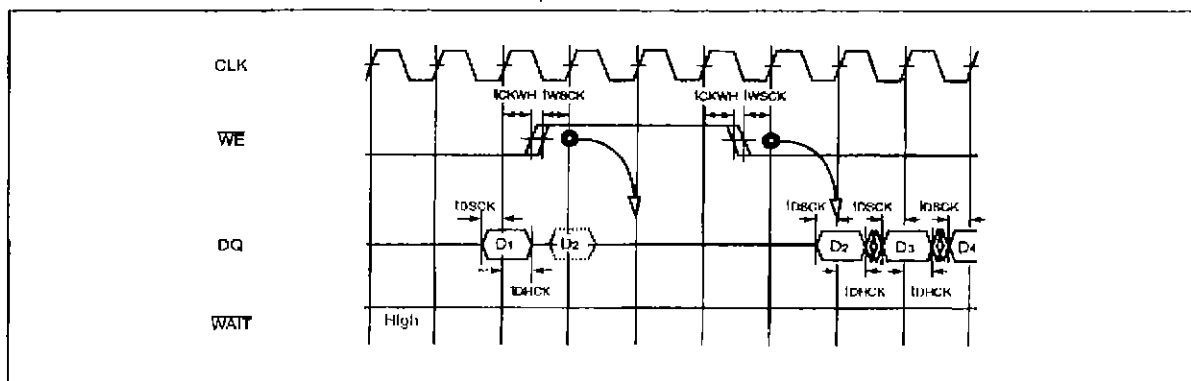 CLK
tCKWH tWSCK tCKWH tWSCK
WE
tDSCK tDSCK tDSCK tDSCK
DQ D1 D2 D2 D3 D4
tDHCK tDHCK tDHCK
WAIT High